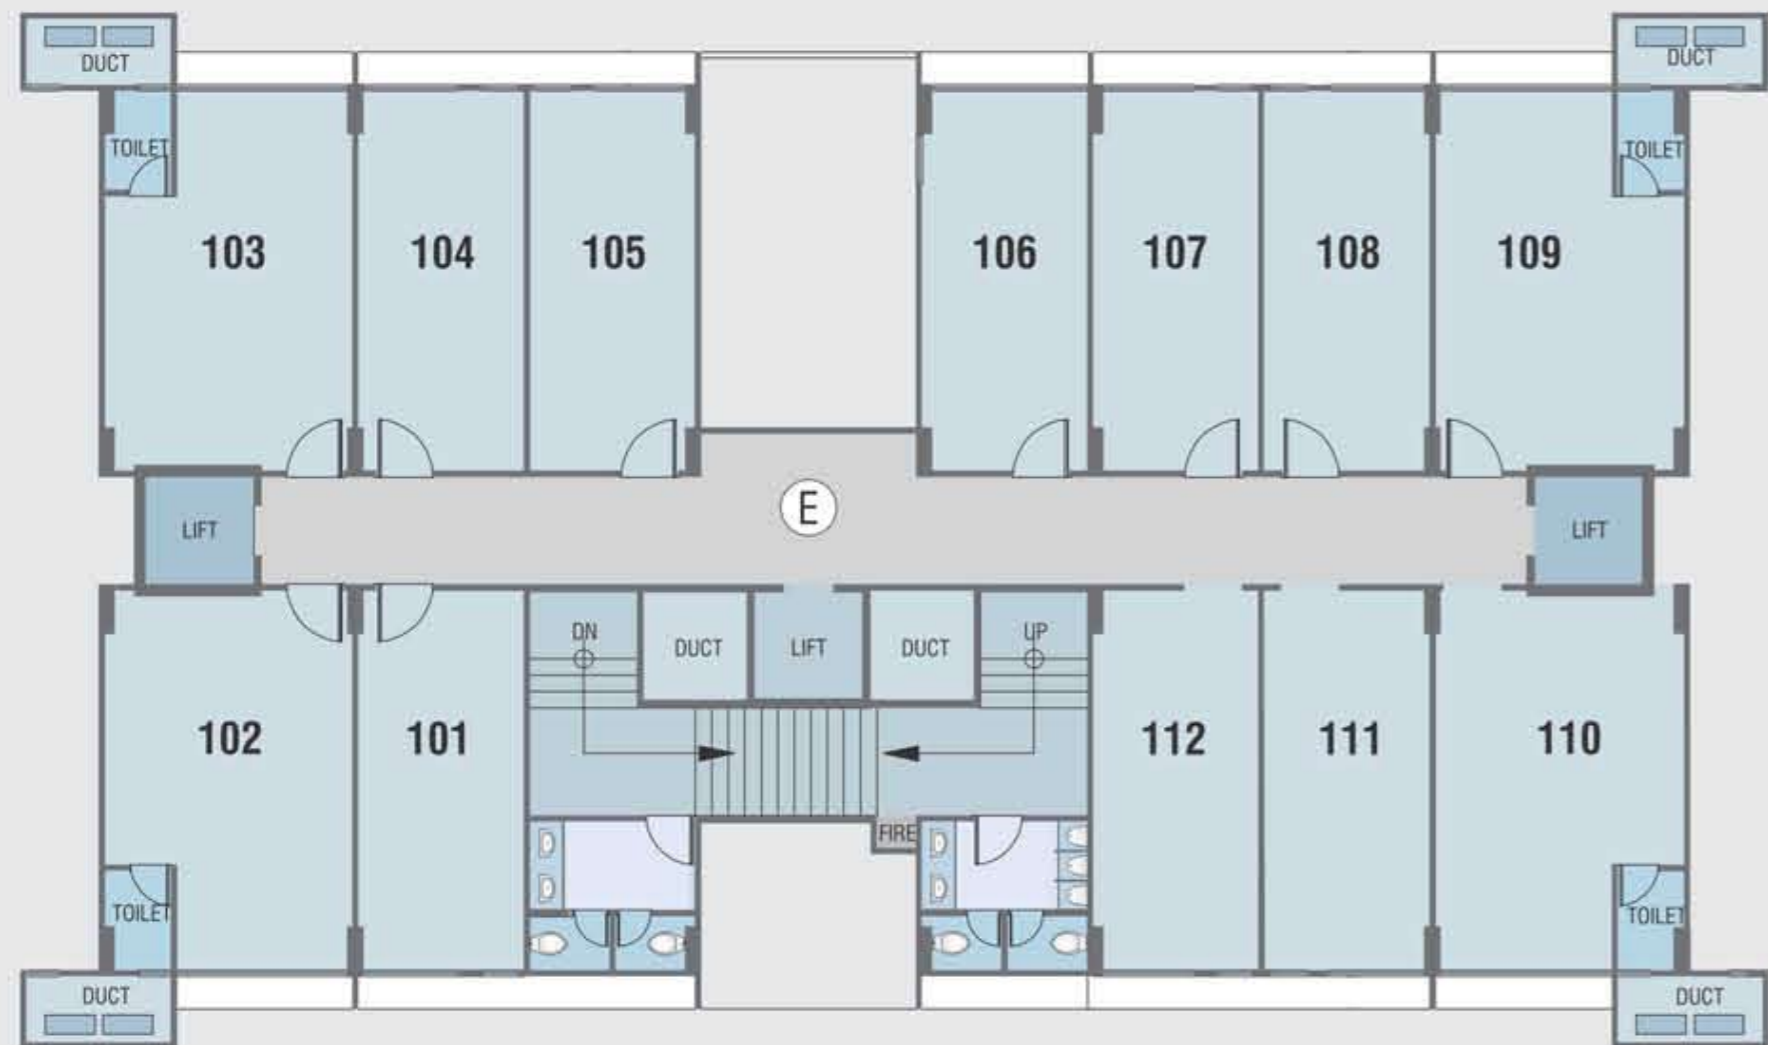 DUCT
DUCT
TOILET
TOILET
103
104
105
106
107
108
109
E
LIFT
LIFT
DN
DUCT
LIFT
DUCT
UP
102
101
112
111
110
FIRE
TOILET
TOILET
DUCT
DUCT